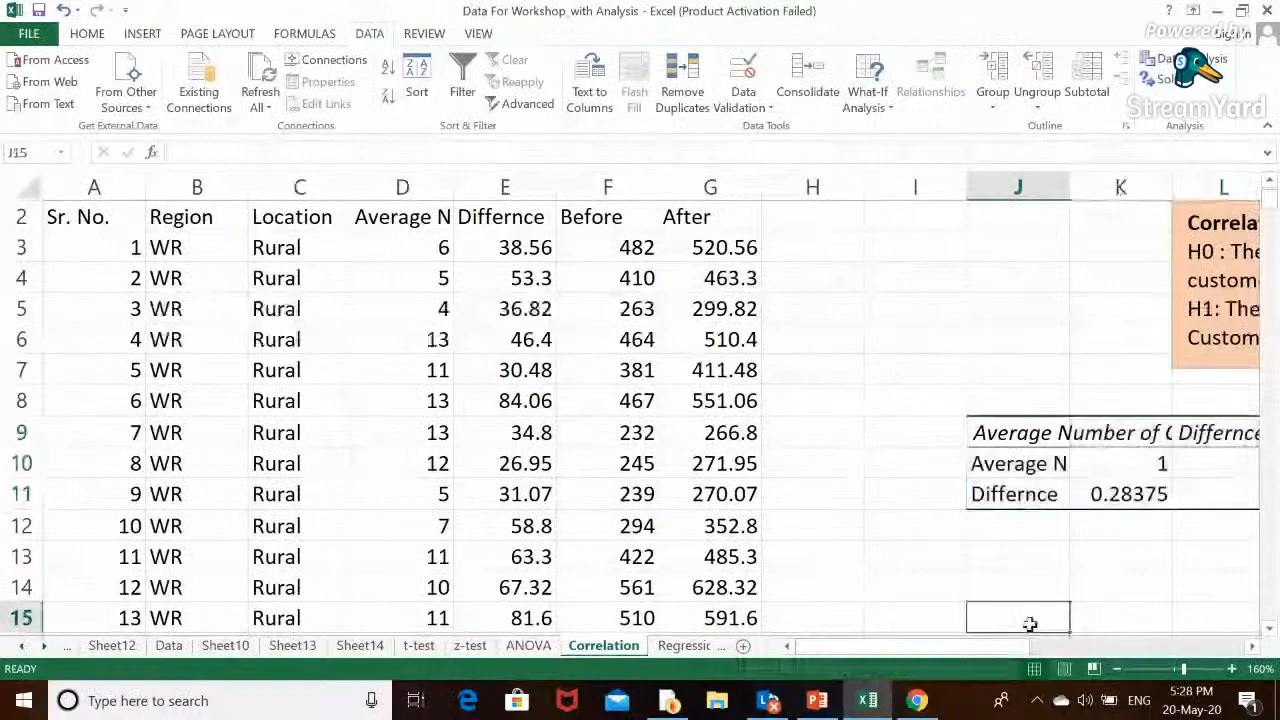 Data For Workshop with Analysis - Excel (Product Activation Failed)
FILE HOME INSERT PAGE LAYOUT FORMULAS DATA REVIEW VIEW Sign in
Powered by
StreamYard
From Access
From Web
From Text
From Other Sources
Existing Connections
Refresh All
Connections
Properties
Edit Links
Sort
Filter
Clear
Reapply
Advanced
Text to Columns
Flash Fill
Remove Duplicates
Data Validation
Consolidate
What-If Analysis
Relationships
Group
Ungroup
Subtotal
Data Analysis
Get External Data Connections Sort & Filter Data Tools Outline Analysis
J15 fx
A B C D E F G H I J K L
2 Sr. No. Region Location Average N Differnce Before After
3 1 WR Rural 6 38.56 482 520.56
4 2 WR Rural 5 53.3 410 463.3
5 3 WR Rural 4 36.82 263 299.82
6 4 WR Rural 13 46.4 464 510.4
7 5 WR Rural 11 30.48 381 411.48
8 6 WR Rural 13 84.06 467 551.06
9 7 WR Rural 13 34.8 232 266.8
10 8 WR Rural 12 26.95 245 271.95
11 9 WR Rural 5 31.07 239 270.07
12 10 WR Rural 7 58.8 294 352.8
13 11 WR Rural 11 63.3 422 485.3
14 12 WR Rural 10 67.32 561 628.32
15 13 WR Rural 11 81.6 510 591.6
Correla
H0 : The
custom
H1: The
Custom
Average Number of C Differnce
Average N 1
Differnce 0.28375
... Sheet12 Data Sheet10 Sheet13 Sheet14 t-test z-test ANOVA Correlation Regressic ...
READY 160%
Type here to search
ENG
5:28 PM
20-May-20
1